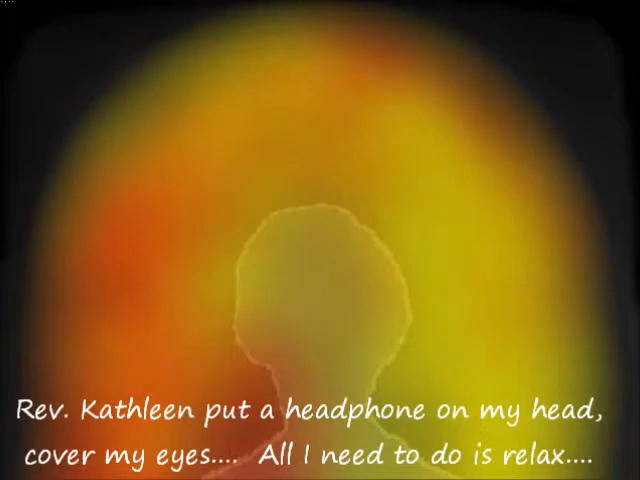 Rev. Kathleen put a headphone on my head,
cover my eyes.... All I need to do is relax....